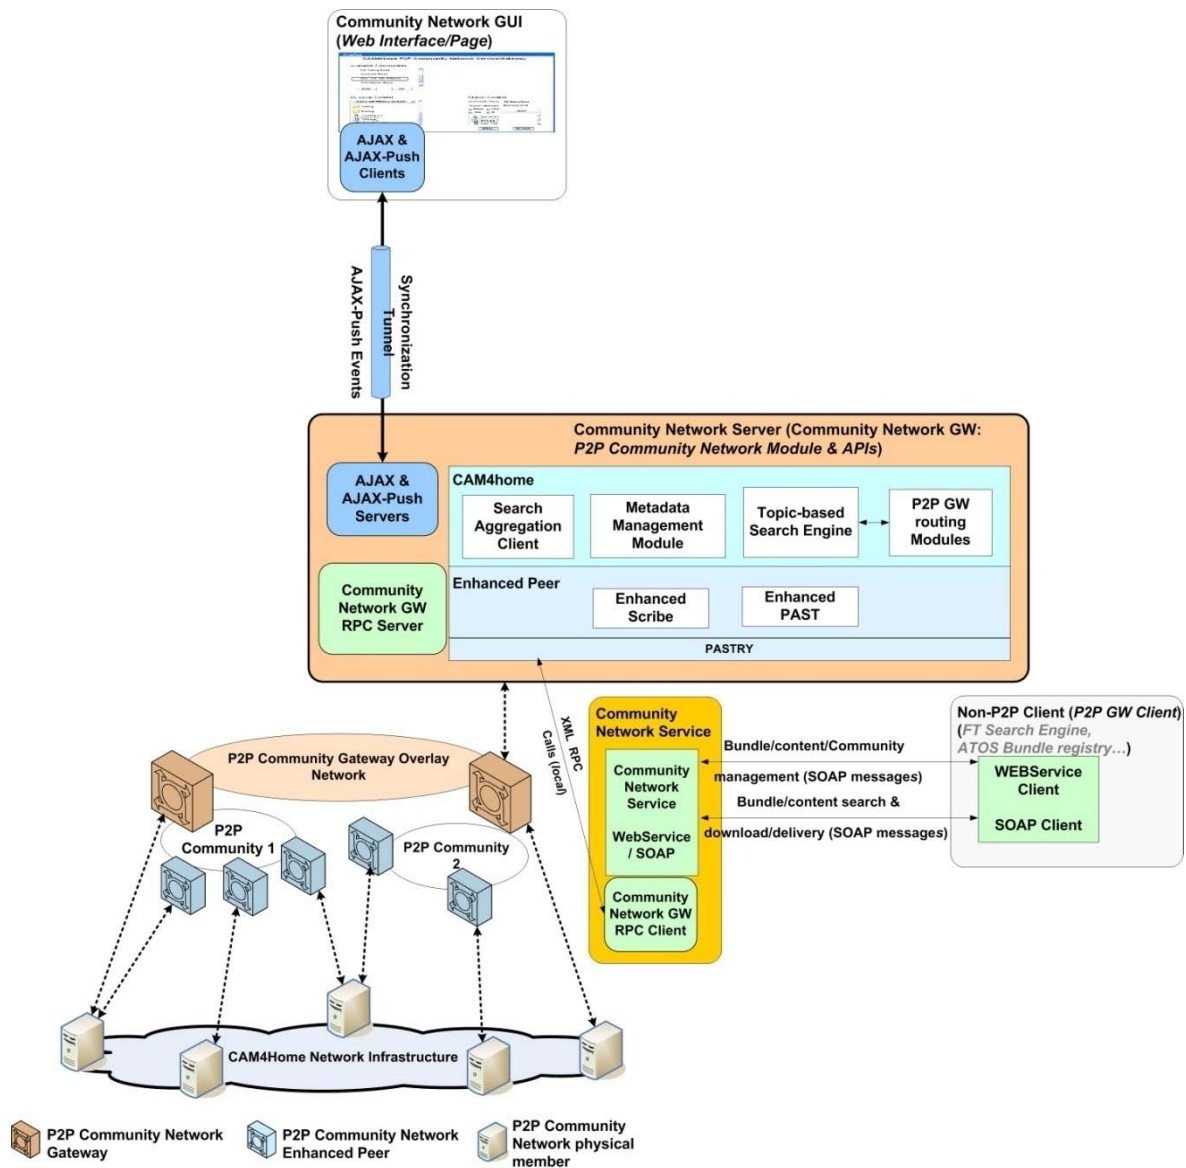 Community Network GUI
(Web Interface/Page)
CAM4Home P2P Community Network Service/Gateway
AJAX &
AJAX-Push
Clients
Synchronization
Tunnel
AJAX-Push Events
Community Network Server (Community Network GW:
P2P Community Network Module & APIs)
AJAX &
AJAX-Push
Servers
CAM4home
Search
Aggregation
Client
Metadata
Management
Module
Topic-based
Search Engine
P2P GW
routing
Modules
Community
Network GW
RPC Server
Enhanced Peer
Enhanced
Scribe
Enhanced
PAST
PASTRY
XML RPC
Calls (local)
Community
Network Service
Community
Network
Service
WebService
/ SOAP
Community
Network GW
RPC Client
Bundle/content/Community
management (SOAP messages)
Bundle/content search &
download/delivery (SOAP messages)
Non-P2P Client (P2P GW Client)
(FT Search Engine,
ATOS Bundle registry…)
WEBService
Client
SOAP Client
P2P Community Gateway Overlay
Network
P2P
Community 1
P2P Community
2
CAM4Home Network Infrastructure
P2P Community Network
Gateway
P2P Community Network
Enhanced Peer
P2P Community
Network physical
member